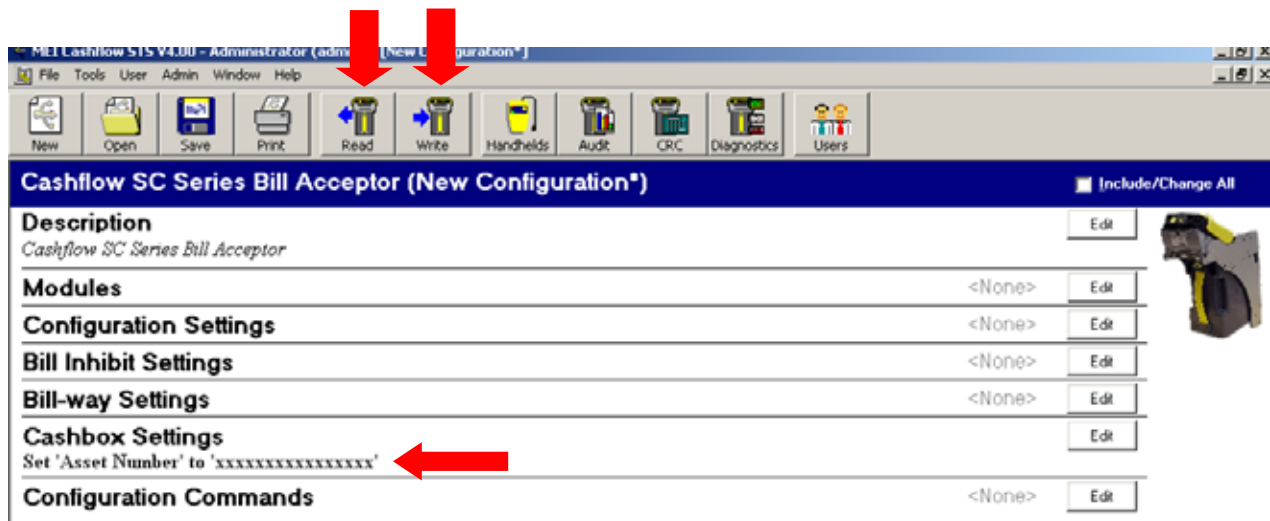 MEI Cashflow STS V4.00 - Administrator
File Tools User Admin Window Help
New Open Save Print Read Write Handhelds Audit CRC Diagnostics Users
Cashflow SC Series Bill Acceptor (New Configuration*) Include/Change All
Description Edit
Cashflow SC Series Bill Acceptor
Modules <None> Edit
Configuration Settings <None> Edit
Bill Inhibit Settings <None> Edit
Bill-way Settings <None> Edit
Cashbox Settings Edit
Set 'Asset Number' to 'xxxxxxxxxxxxxxxx'
Configuration Commands <None> Edit